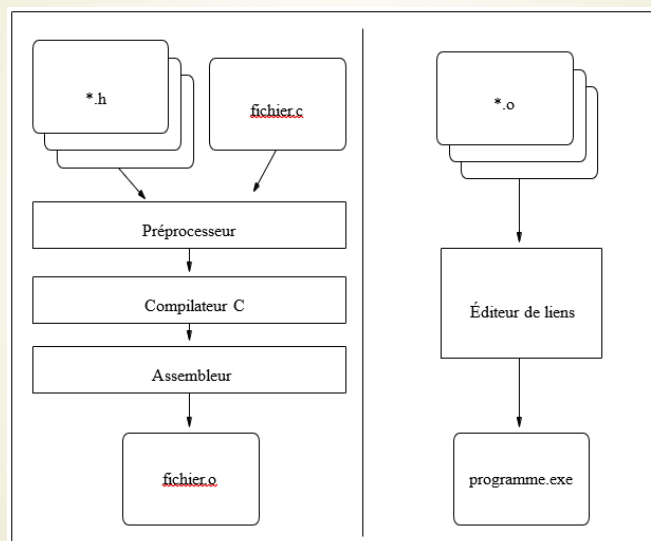 *.h
fichier.c
Préprocesseur
Compilateur C
Assembleur
fichier.o
*.o
Éditeur de liens
programme.exe